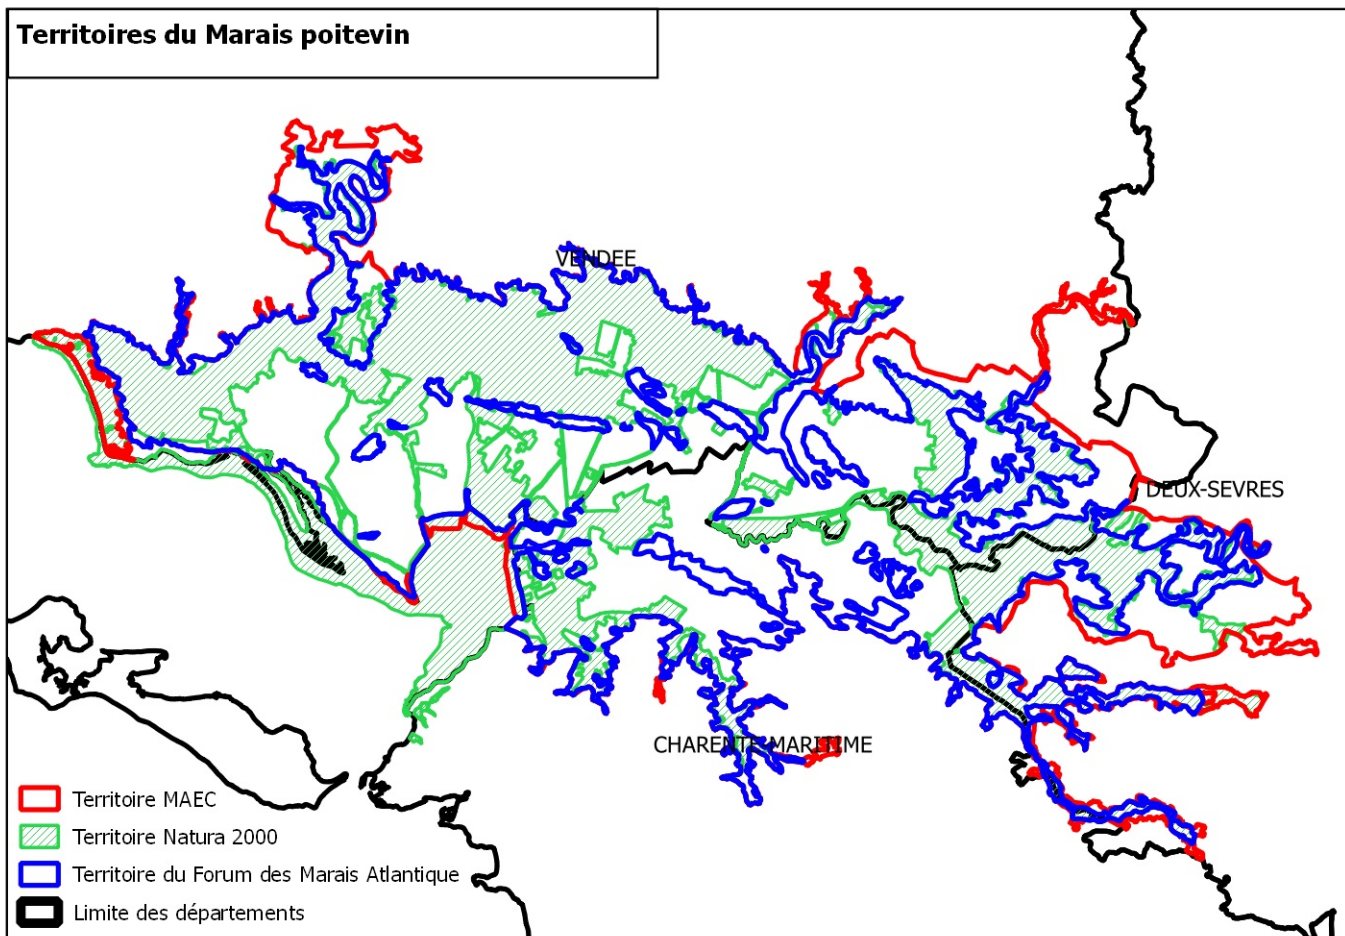 Territoires du Marais poitevin
VENDEE
DEUX-SEVRES
CHARENTE-MARITIME
Territoire MAEC
Territoire Natura 2000
Territoire du Forum des Marais Atlantique
Limite des départements